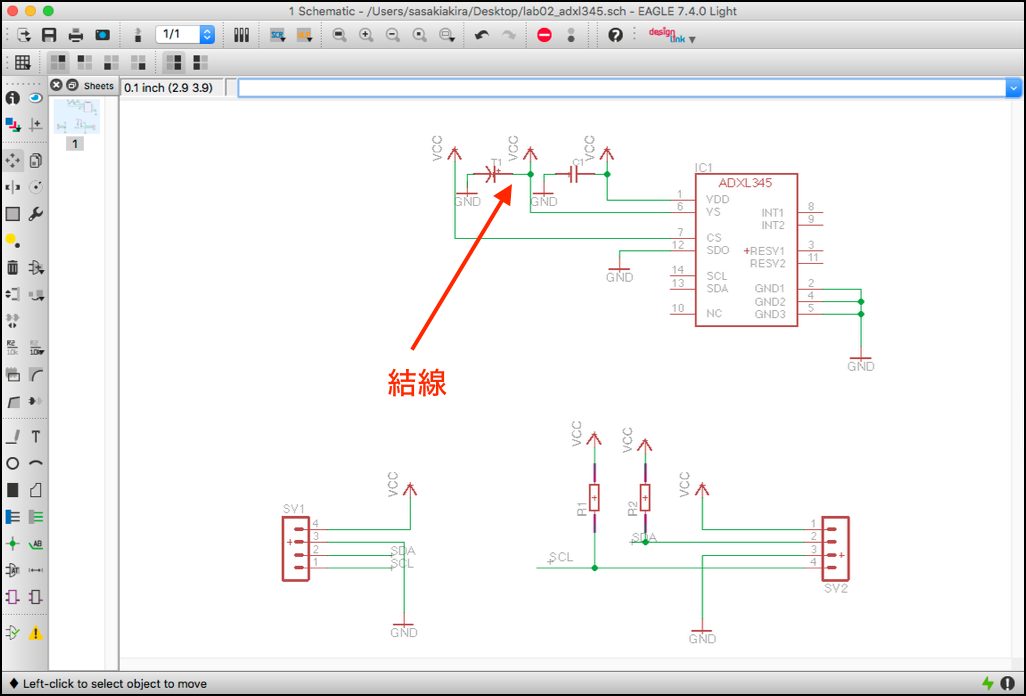 1 Schematic - /Users/sasakiakira/Desktop/lab02_adxl345.sch - EAGLE 7.4.0 Light
1/1
SCR
ULP
design
link
Sheets
0.1 inch (2.9 3.9)
1
VCC
VCC
VCC
T1
C1
GND
GND
IC1
ADXL345
1 VDD
6 VS
7 CS
12 SDO
14 SCL
13 SDA
10 NC
INT1 8
INT2 9
RESY1 3
RESY2 11
GND1 2
GND2 4
GND3 5
GND
GND
結線
VCC
VCC
VCC
VCC
SV1
4
3
2
1
SDA
SCL
GND
R1
R2
SDA
SCL
1
2
3
4
SV2
GND
Left-click to select object to move